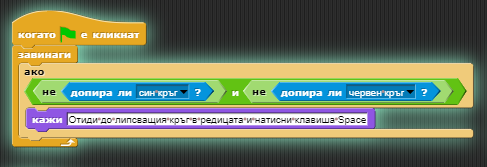 когато е кликнат
завинаги
ако
не допира ли син кръг ? и не допира ли червен кръг ?
кажи Отиди до липсващия кръг в редицата и натисни клавиша Space